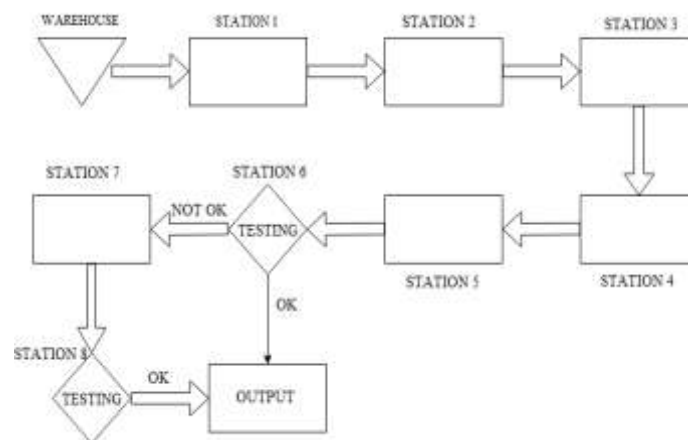 WAREHOUSE
STATION 1
STATION 2
STATION 3
STATION 7
STATION 6
NOT OK
TESTING
STATION 5
STATION 4
OK
STATION 8
TESTING
OK
OUTPUT